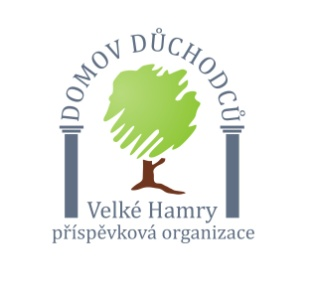 DOMOV DŮCHODCŮ
Velké Hamry
příspěvková organizace